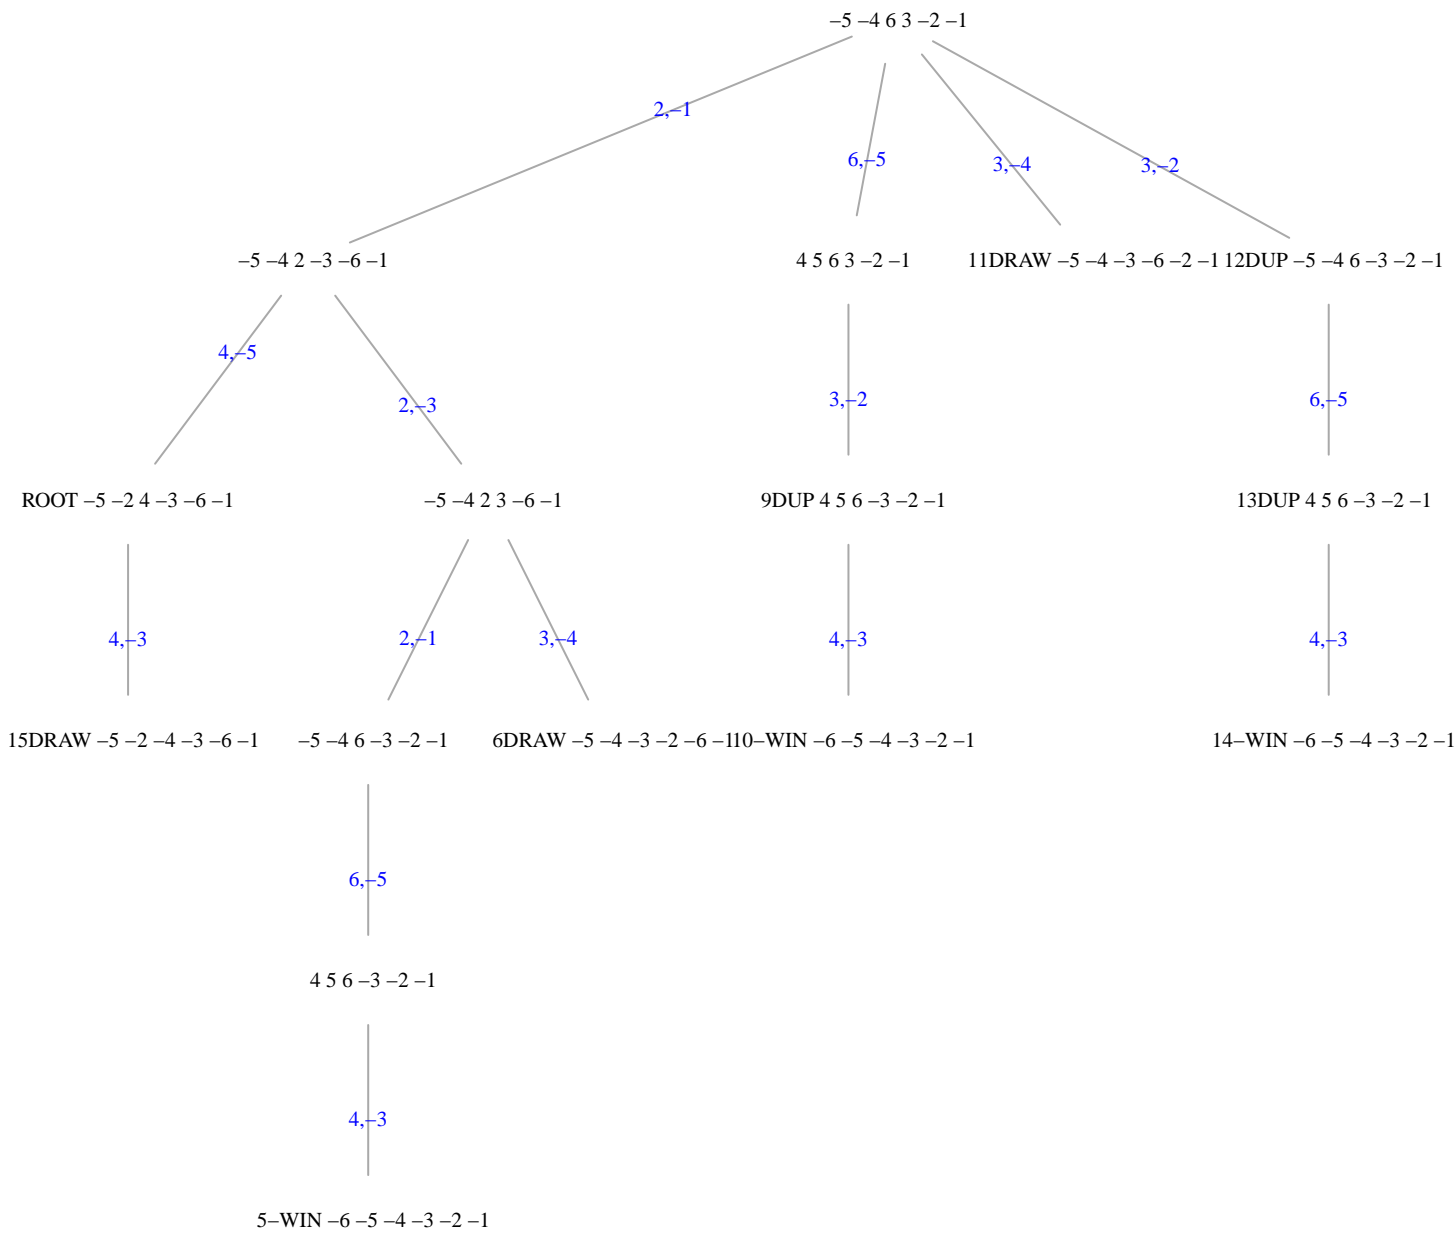 –5 –4 6 3 –2 –1
2,–1
6,–5
3,–4
3,–2
–5 –4 2 –3 –6 –1
4 5 6 3 –2 –1
11DRAW –5 –4 –3 –6 –2 –1
12DUP –5 –4 6 –3 –2 –1
4,–5
2,–3
3,–2
6,–5
ROOT –5 –2 4 –3 –6 –1
–5 –4 2 3 –6 –1
9DUP 4 5 6 –3 –2 –1
13DUP 4 5 6 –3 –2 –1
4,–3
2,–1
3,–4
4,–3
4,–3
15DRAW –5 –2 –4 –3 –6 –1
–5 –4 6 –3 –2 –1
6DRAW –5 –4 –3 –2 –6 –1
10–WIN –6 –5 –4 –3 –2 –1
14–WIN –6 –5 –4 –3 –2 –1
6,–5
4 5 6 –3 –2 –1
4,–3
5–WIN –6 –5 –4 –3 –2 –1